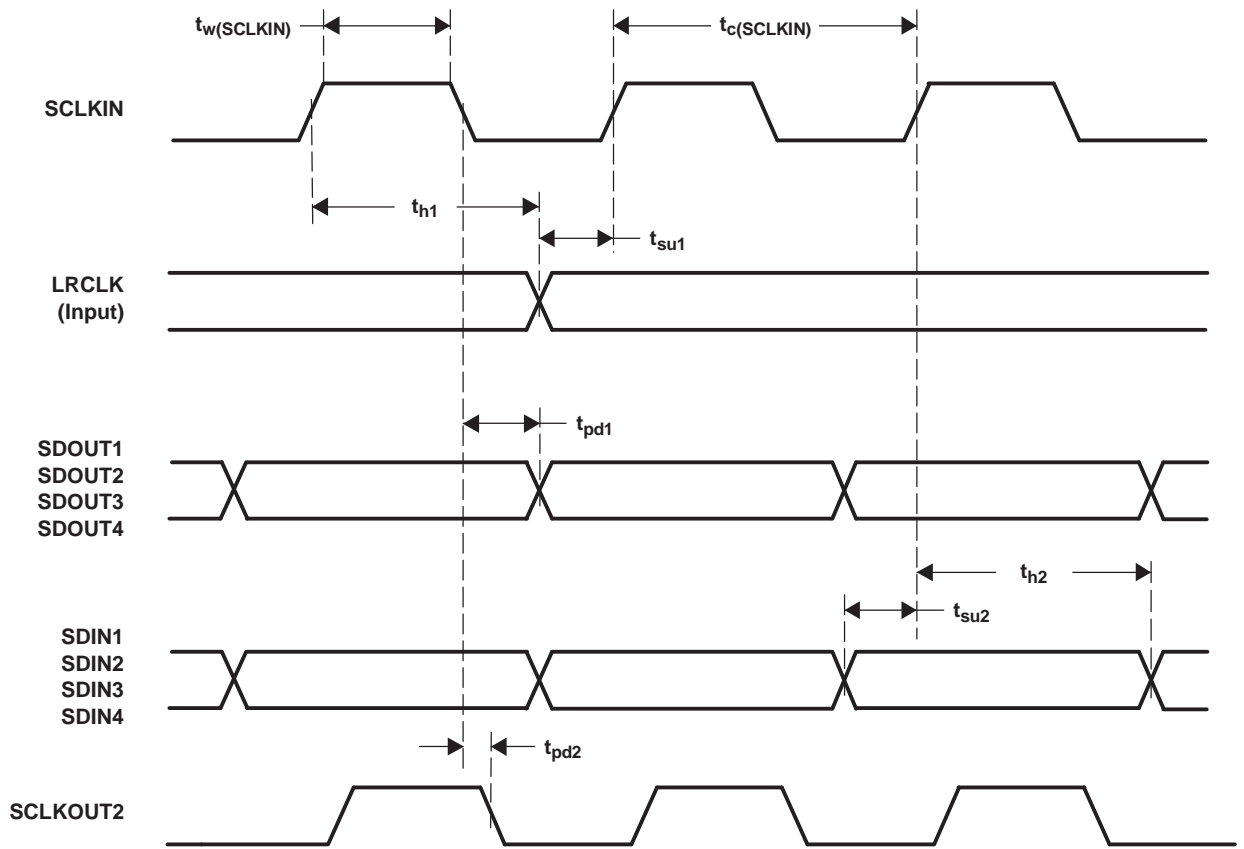 tw(SCLKIN)
tc(SCLKIN)
SCLKIN
th1
tsu1
LRCLK
(Input)
tpd1
SDOUT1
SDOUT2
SDOUT3
SDOUT4
th2
tsu2
SDIN1
SDIN2
SDIN3
SDIN4
tpd2
SCLKOUT2